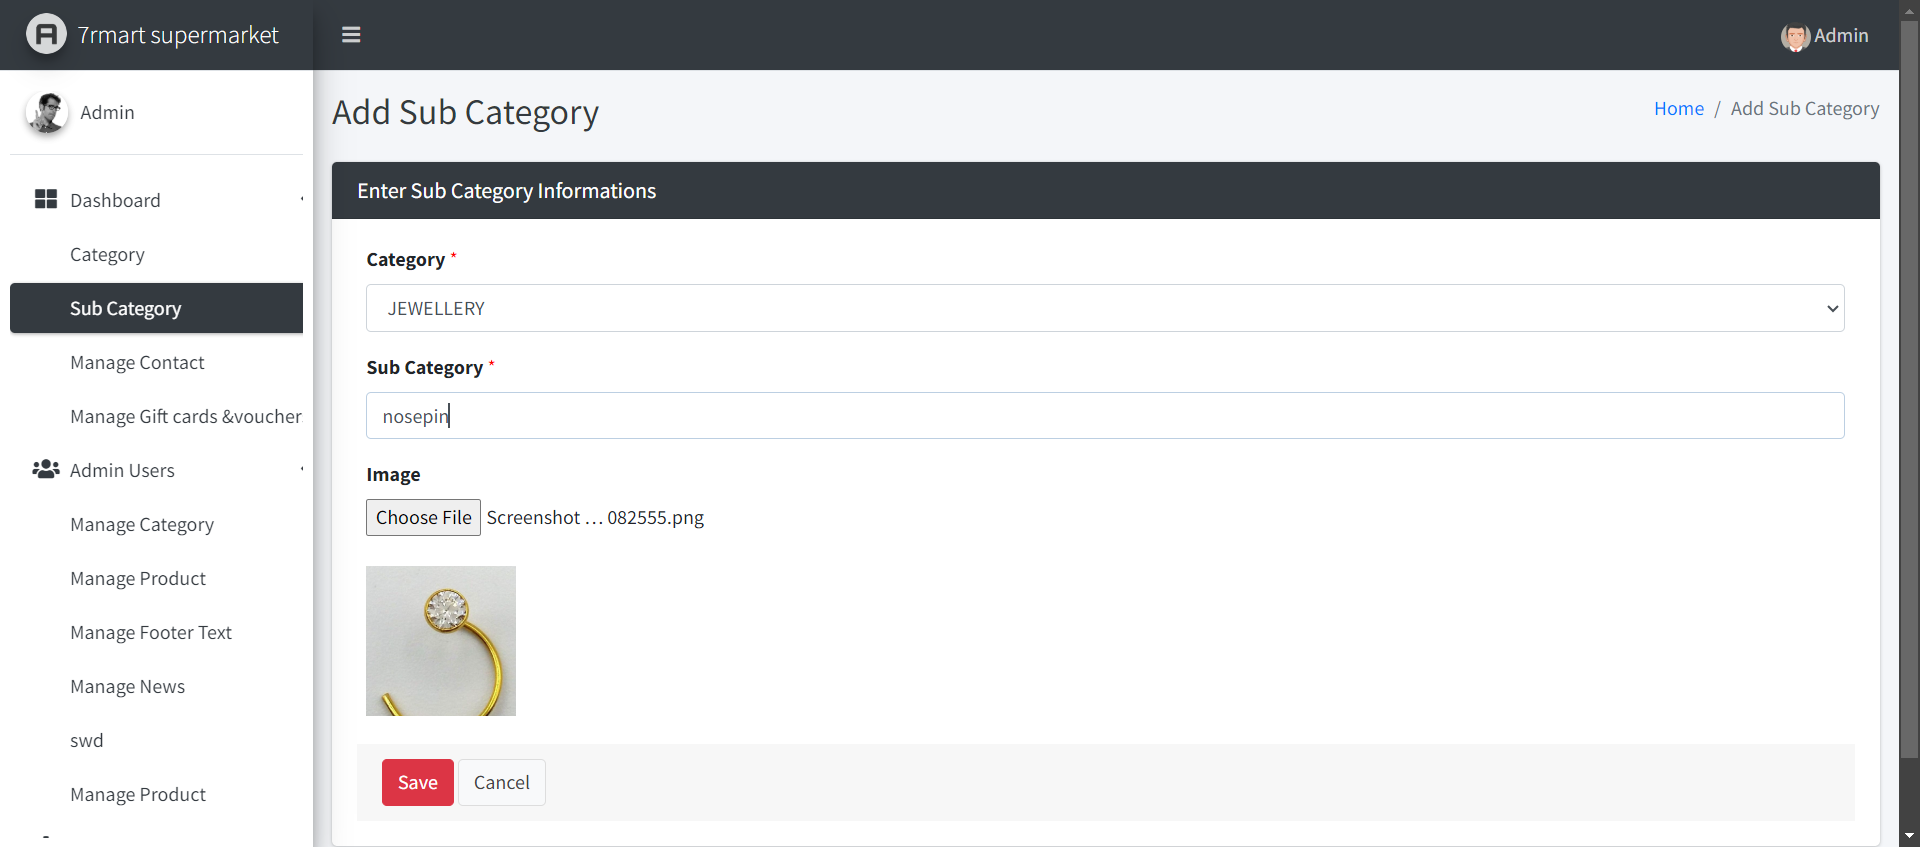 7rmart supermarket
Admin
Admin
Add Sub Category
Home / Add Sub Category
Dashboard
Category
Sub Category
Manage Contact
Manage Gift cards &voucher
Admin Users
Manage Category
Manage Product
Manage Footer Text
Manage News
swd
Manage Product
Enter Sub Category Informations
Category *
JEWELLERY
Sub Category *
nosepin
Image
Choose File Screenshot ... 082555.png
Save Cancel